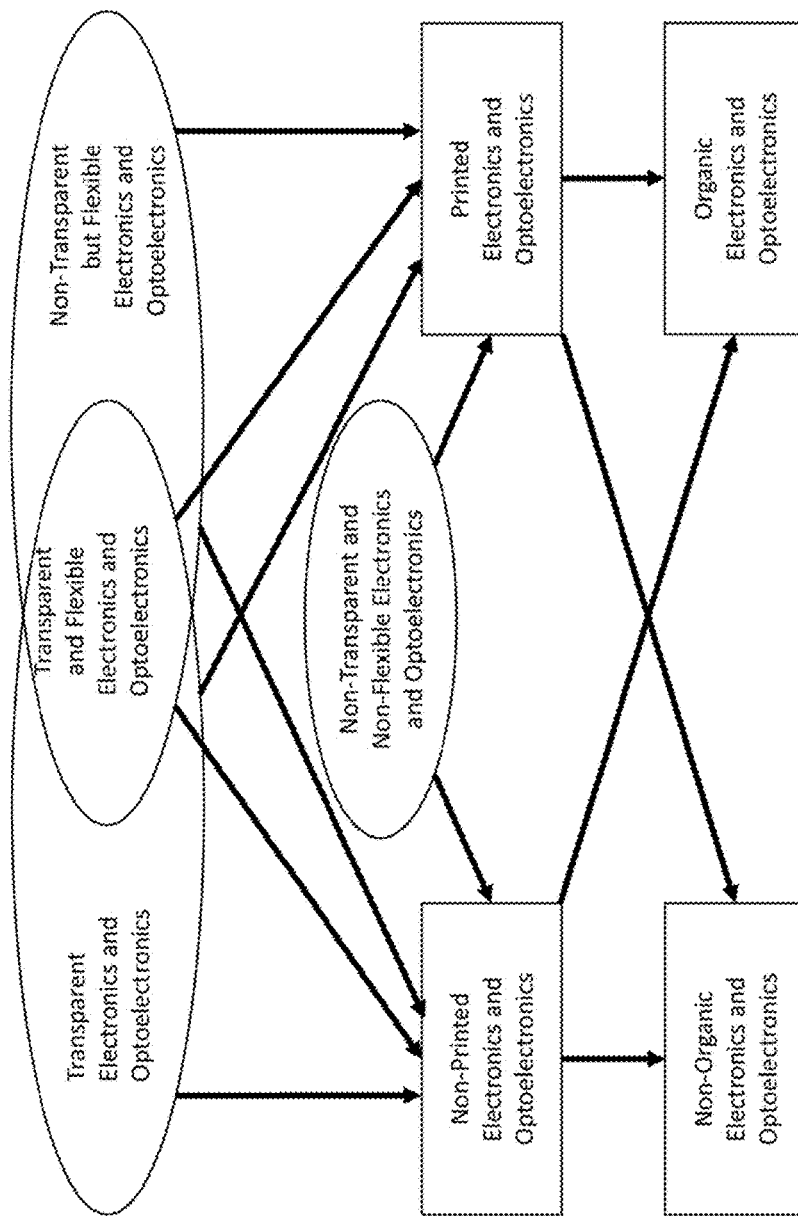 Transparent
Electronics and
Optoelectronics
Transparent
and Flexible
Electronics and
Optoelectronics
Non-Transparent
but Flexible
Electronics and
Optoelectronics
Non-Transparent and
Non-Flexible Electronics
and Optoelectronics
Non-Printed
Electronics and
Optoelectronics
Printed
Electronics and
Optoelectronics
Non-Organic
Electronics and
Optoelectronics
Organic
Electronics and
Optoelectronics